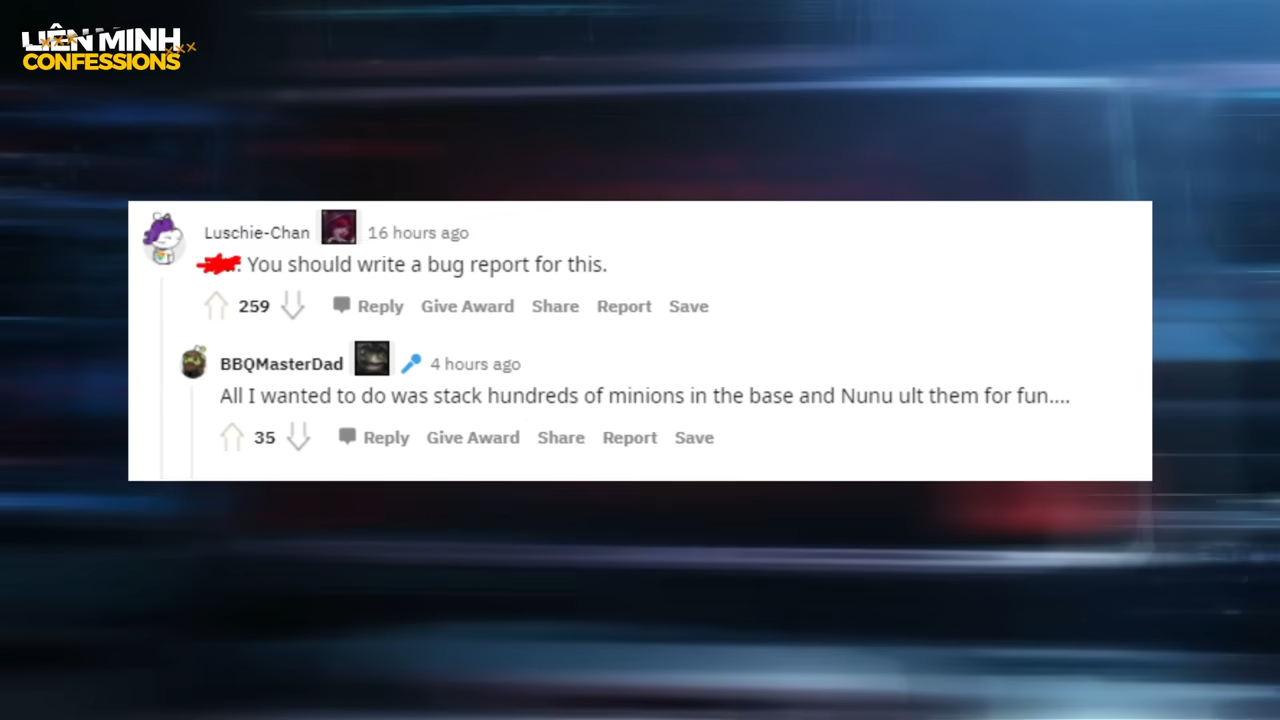 LIÊN MINH
CONFESSIONS
Luschie-Chan 16 hours ago
: You should write a bug report for this.
259 Reply Give Award Share Report Save
BBQMasterDad 4 hours ago
All I wanted to do was stack hundreds of minions in the base and Nunu ult them for fun....
35 Reply Give Award Share Report Save